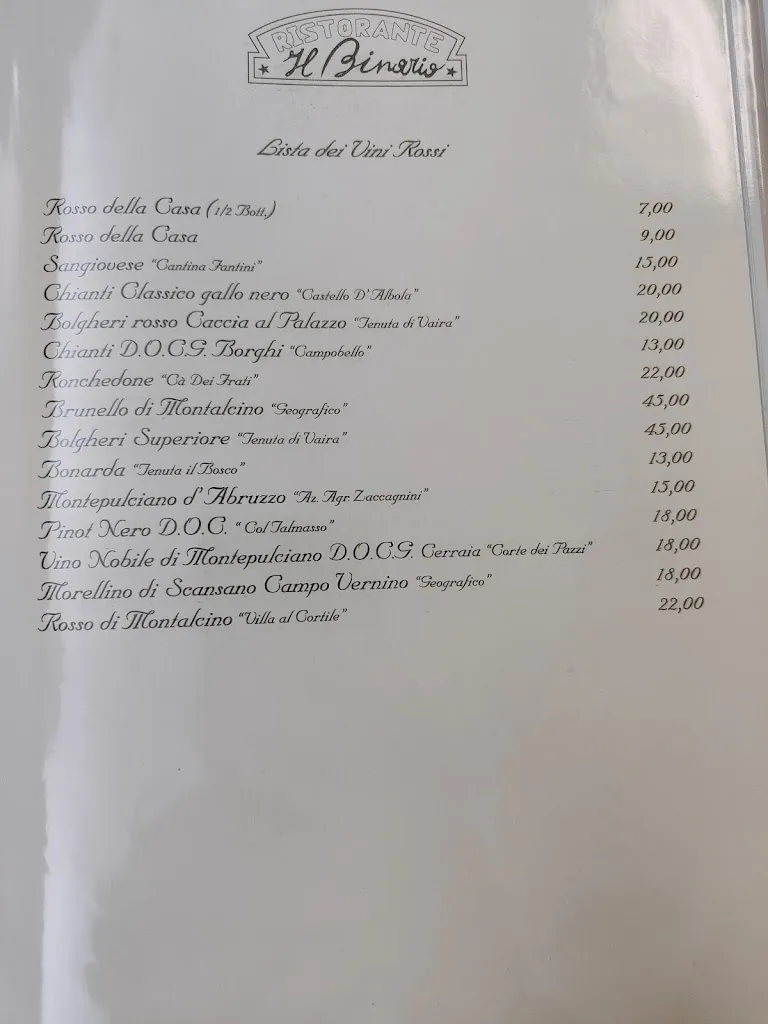 RISTORANTE
Il Binario
Lista dei Vini Rossi
Rosso della Casa (1/2 Bott.) 7,00
Rosso della Casa 9,00
Sangiovese "Cantina Fantini" 15,00
Chianti Classico gallo nero "Castello D'Albola" 20,00
Bolgheri rosso Caccia al Palazzo "Tenuta di Vaira" 20,00
Chianti D.O.C.G. Borghi "Campobello" 13,00
Ronchedone "Cà Dei Frati" 22,00
Brunello di Montalcino "Geografico" 45,00
Bolgheri Superiore "Tenuta di Vaira" 45,00
Bonarda "Tenuta il Bosco" 13,00
Montepulciano d'Abruzzo "Az. Agr. Zaccagnini" 15,00
Pinot Nero D.O.C. "Col Talmasso" 18,00
Vino Nobile di Montepulciano D.O.C.G. Cerraia "Corte dei Pazzi" 18,00
Morellino di Scansano Campo Vernino "Geografico" 18,00
Rosso di Montalcino "Villa al Cortile" 22,00